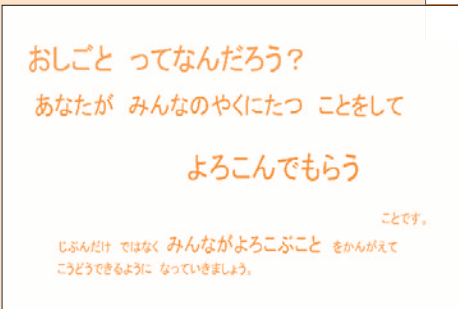 おしごと ってなんだろう？
あなたが みんなのやくにたつ ことをして
よろこんでもらう
ことです。
じぶんだけ ではなく みんながよろこぶこと をかんがえて
こうどうできるように なっていきましょう。